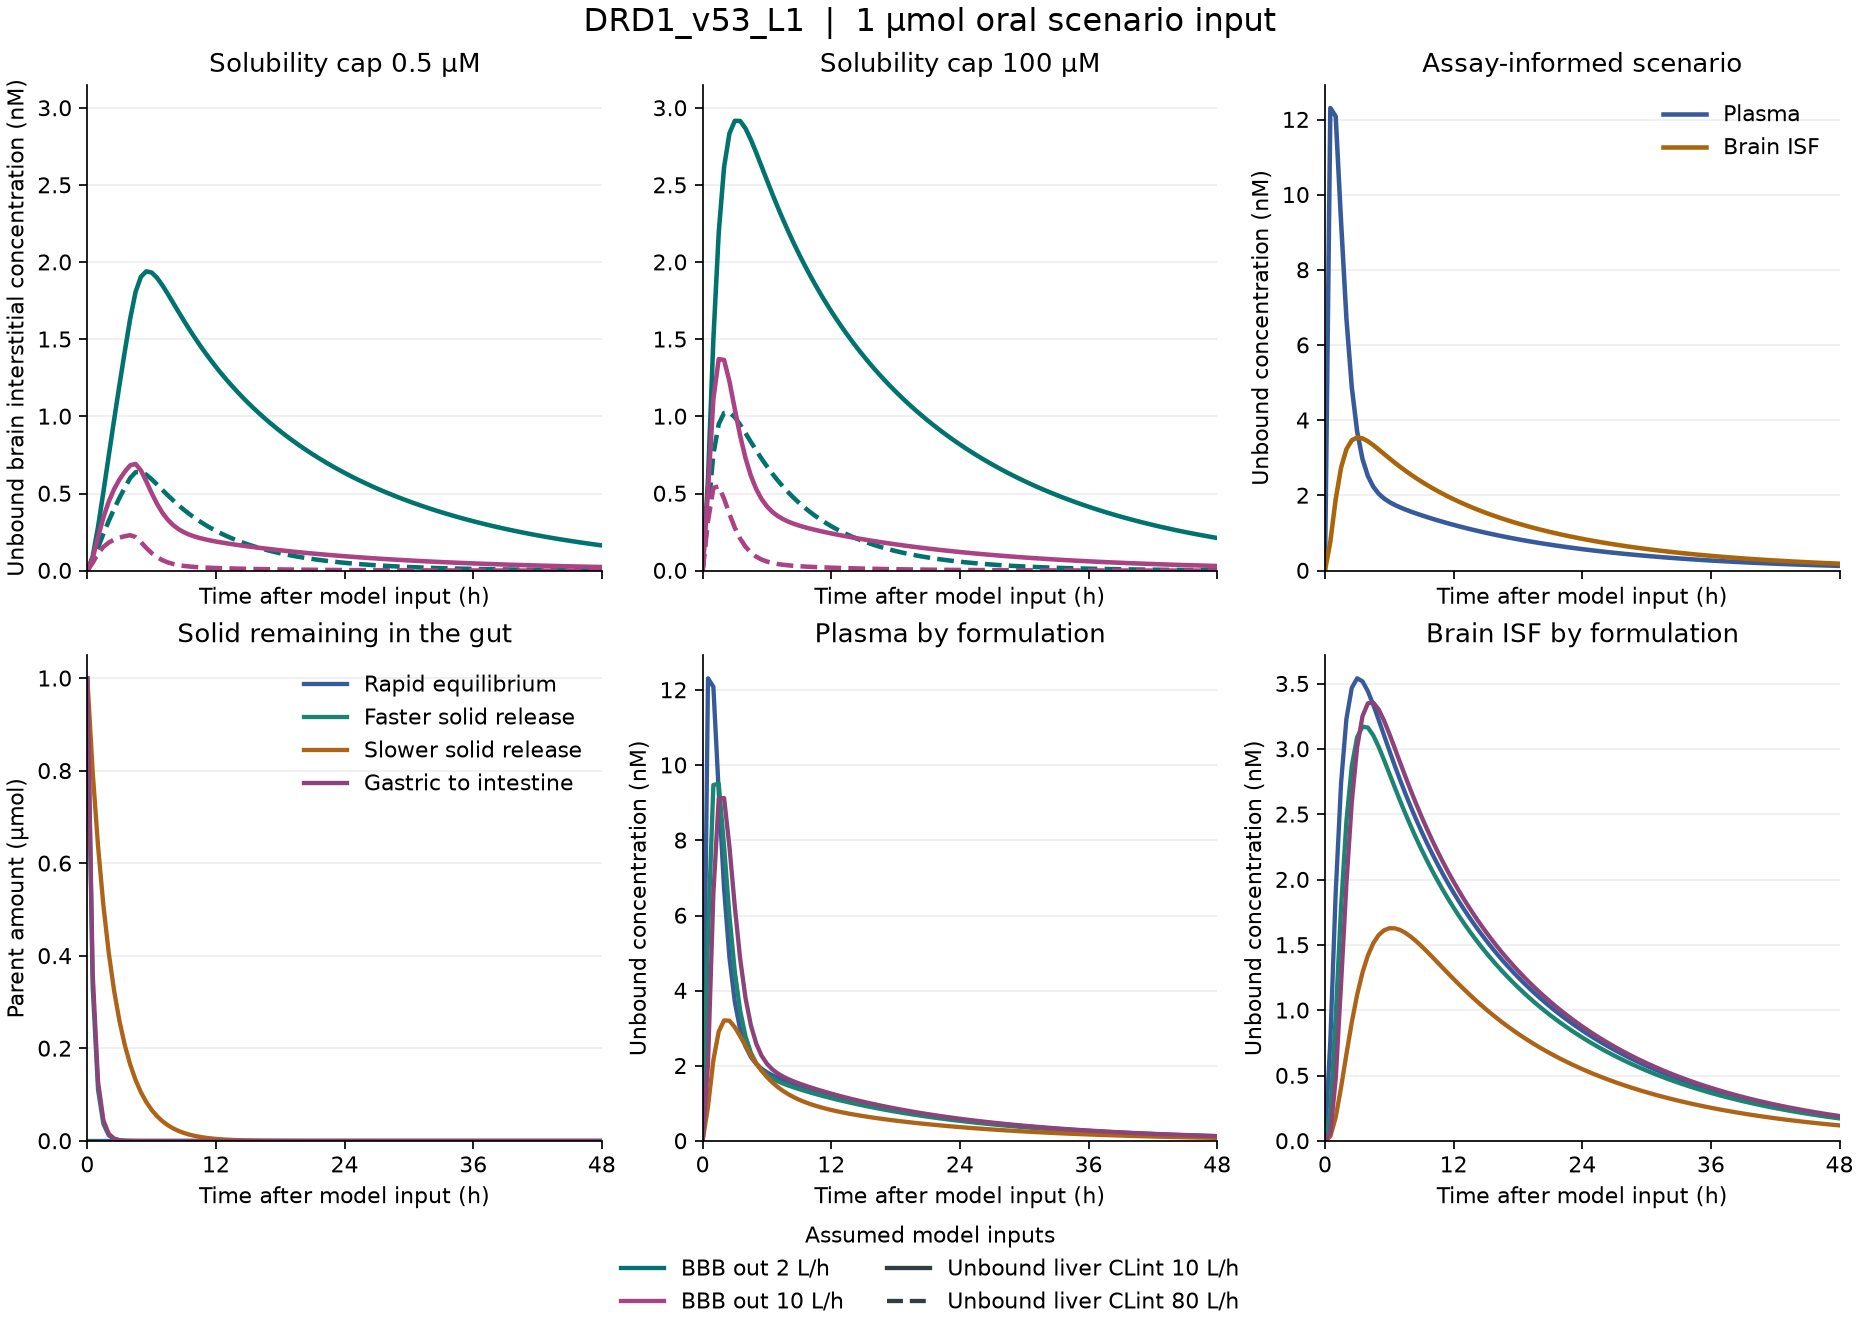 DRD1_v53_L1 | 1 µmol oral scenario input
Solubility cap 0.5 µM
Unbound brain interstitial concentration (nM)
3.0
2.5
2.0
1.5
1.0
0.5
0.0
Time after model input (h)
Solubility cap 100 µM
3.0
2.5
2.0
1.5
1.0
0.5
0.0
Time after model input (h)
Assay-informed scenario
Unbound concentration (nM)
12
10
8
6
4
2
0
Plasma
Brain ISF
Time after model input (h)
Solid remaining in the gut
Parent amount (µmol)
1.0
0.8
0.6
0.4
0.2
0.0
Rapid equilibrium
Faster solid release
Slower solid release
Gastric to intestine
0 12 24 36 48
Time after model input (h)
Plasma by formulation
Unbound concentration (nM)
12
10
8
6
4
2
0
0 12 24 36 48
Time after model input (h)
Brain ISF by formulation
Unbound concentration (nM)
3.5
3.0
2.5
2.0
1.5
1.0
0.5
0.0
0 12 24 36 48
Time after model input (h)
Assumed model inputs
BBB out 2 L/h
BBB out 10 L/h
Unbound liver CLint 10 L/h
Unbound liver CLint 80 L/h